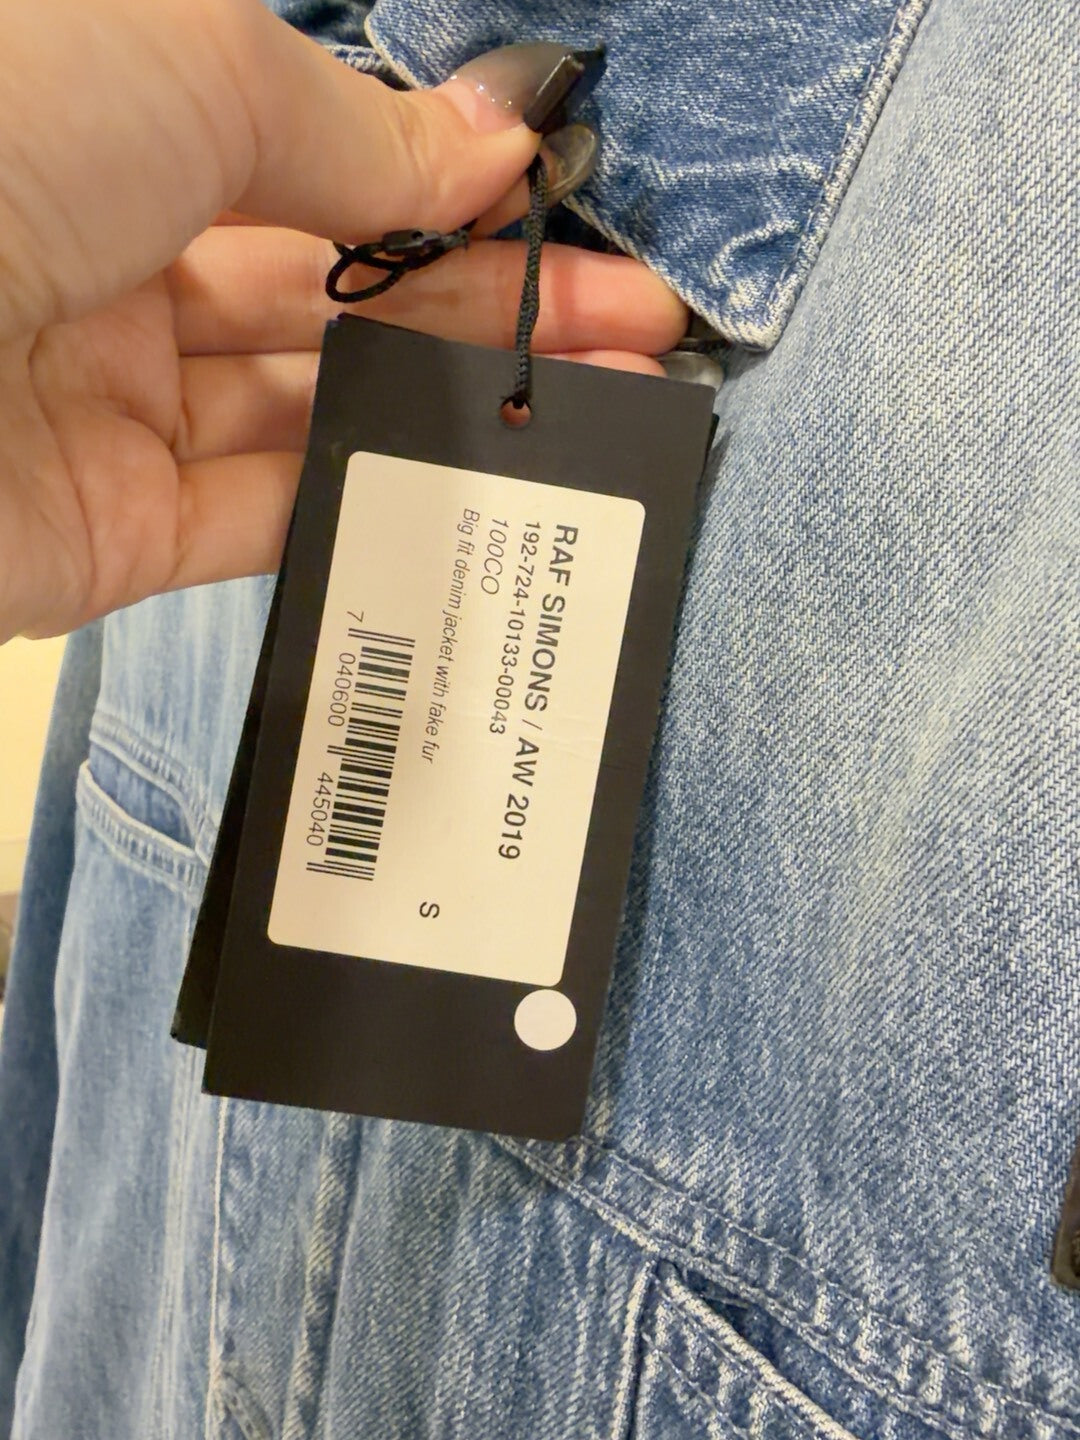 RAF SIMONS / AW 2019
192-724-10133-00043
100CO
Big fit denim jacket with fake fur
S
7 040600 445040